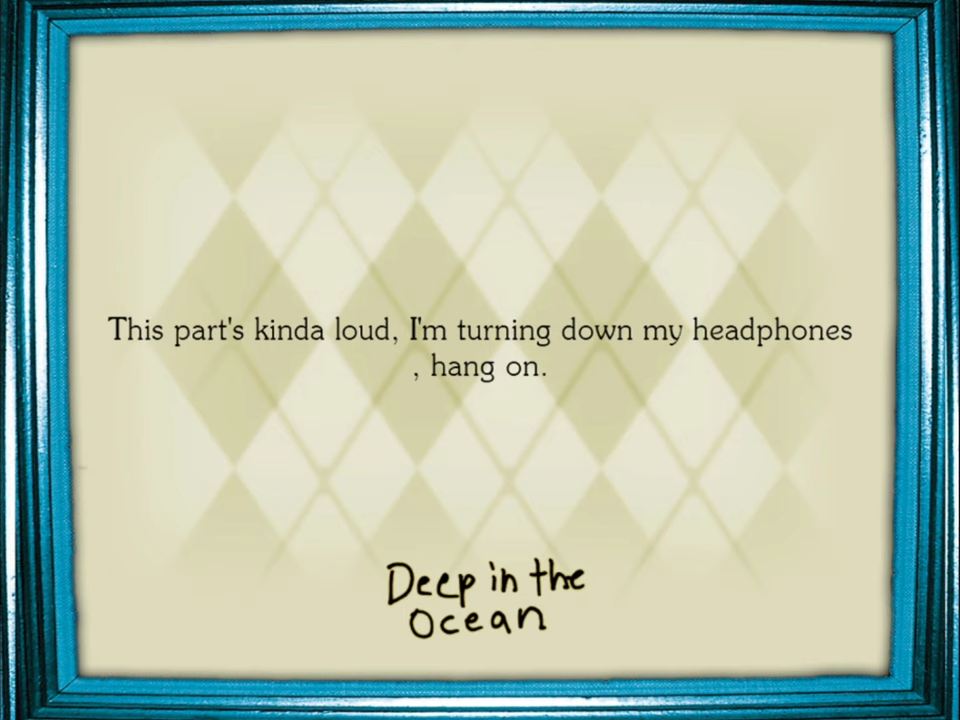 This part's kinda loud, I'm turning down my headphones
, hang on.
Deep in the
Ocean